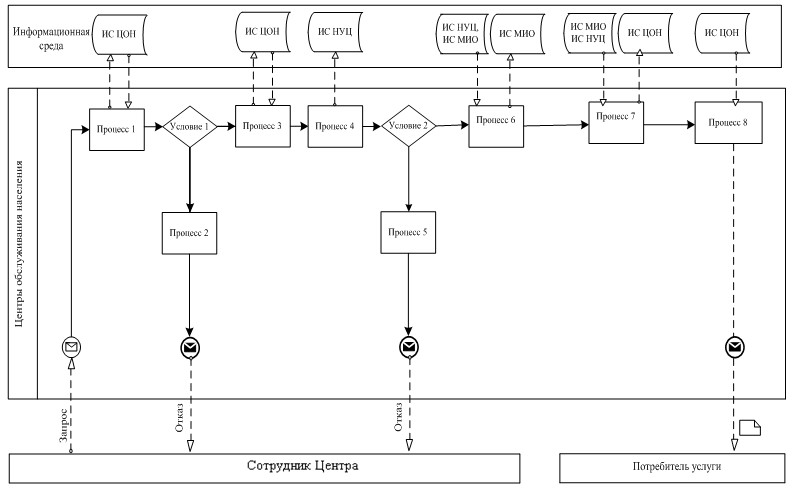 Информационная
среда
ИС ЦОН
ИС ЦОН
ИС НУЦ
ИС НУЦ,
ИС МИО
ИС МИО
ИС МИО
ИС НУЦ
ИС ЦОН
ИС ЦОН
Центры обслуживания населения
Процесс 1
Условие 1
Процесс 3
Процесс 4
Условие 2
Процесс 6
Процесс 7
Процесс 8
Процесс 2
Процесс 5
Запрос
Отказ
Отказ
Сотрудник Центра
Потребитель услуги